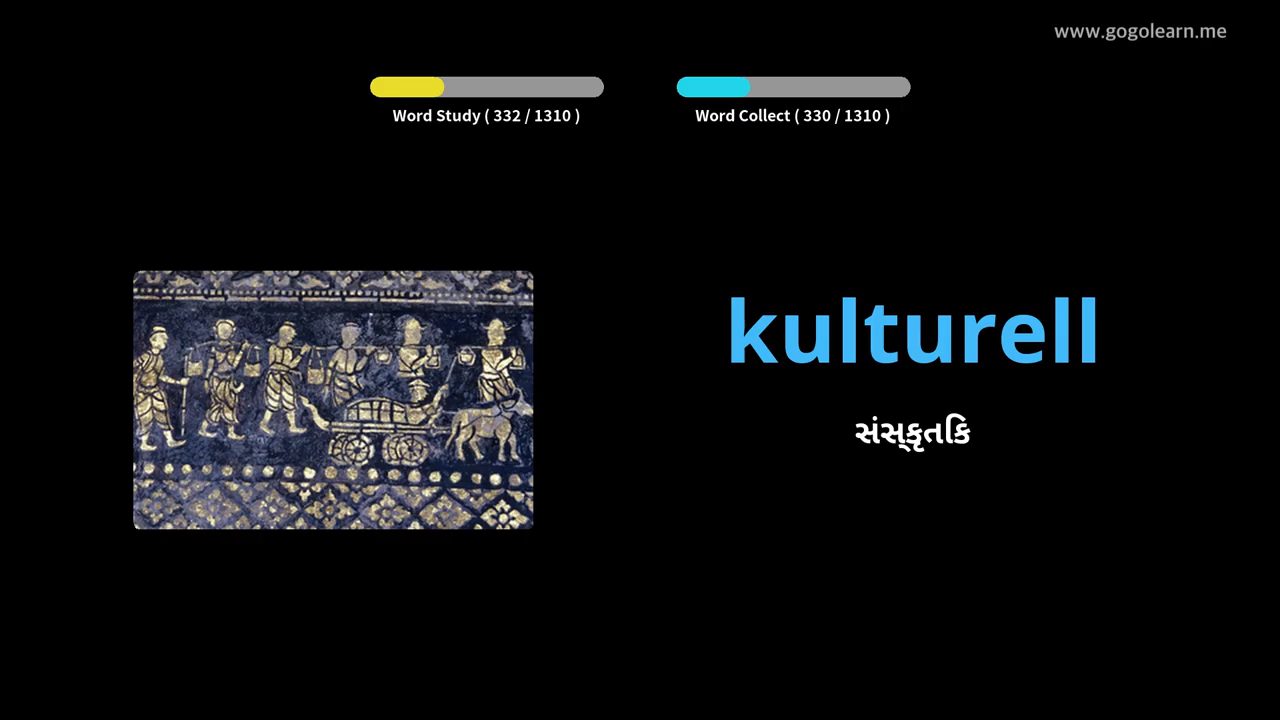 www.gogolearn.me
Word Study ( 332 / 1310 )
Word Collect ( 330 / 1310 )
kulturell
સંસ્કૃતકિ